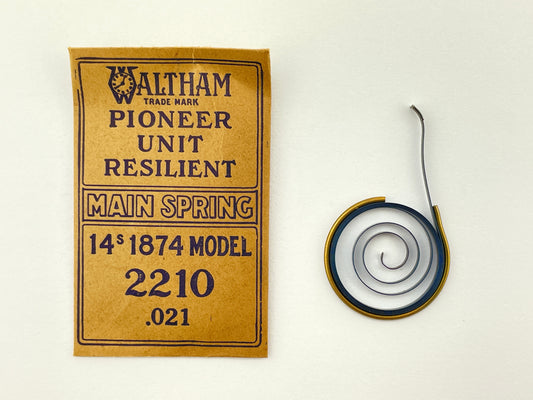 WALTHAM
TRADE MARK
PIONEER
UNIT
RESILIENT
MAIN SPRING
14S 1874 MODEL
2210
.021